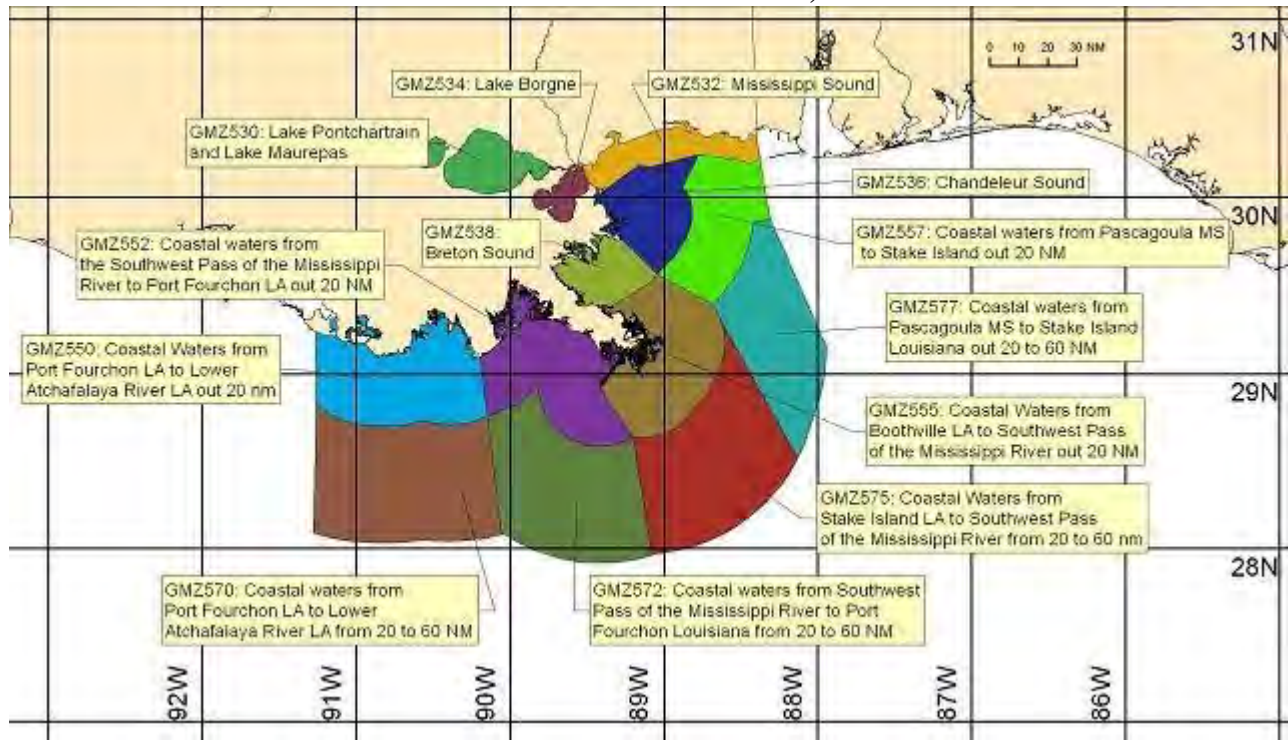 31N
0 10 20 30 NM
GMZ534: Lake Borgne
GMZ532: Mississippi Sound
GMZ530: Lake Pontchartrain
and Lake Maurepas
GMZ536: Chandeleur Sound
30N
GMZ538:
Breton Sound
GMZ557: Coastal waters from Pascagoula MS
to Stake Island out 20 NM
GMZ552: Coastal waters from
the Southwest Pass of the Mississippi
River to Port Fourchon LA out 20 NM
GMZ577: Coastal waters from
Pascagoula MS to Stake Island
Louisiana out 20 to 60 NM
GMZ550: Coastal Waters from
Port Fourchon LA to Lower
Atchafalaya River LA out 20 nm
29N
GMZ555: Coastal Waters from
Boothville LA to Southwest Pass
of the Mississippi River out 20 NM
GMZ575: Coastal Waters from
Stake Island LA to Southwest Pass
of the Mississippi River from 20 to 60 nm
28N
GMZ570: Coastal waters from
Port Fourchon LA to Lower
Atchafalaya River LA from 20 to 60 NM
GMZ572: Coastal waters from Southwest
Pass of the Mississippi River to Port
Fourchon Louisiana from 20 to 60 NM
92W
91W
90W
89W
88W
87W
86W